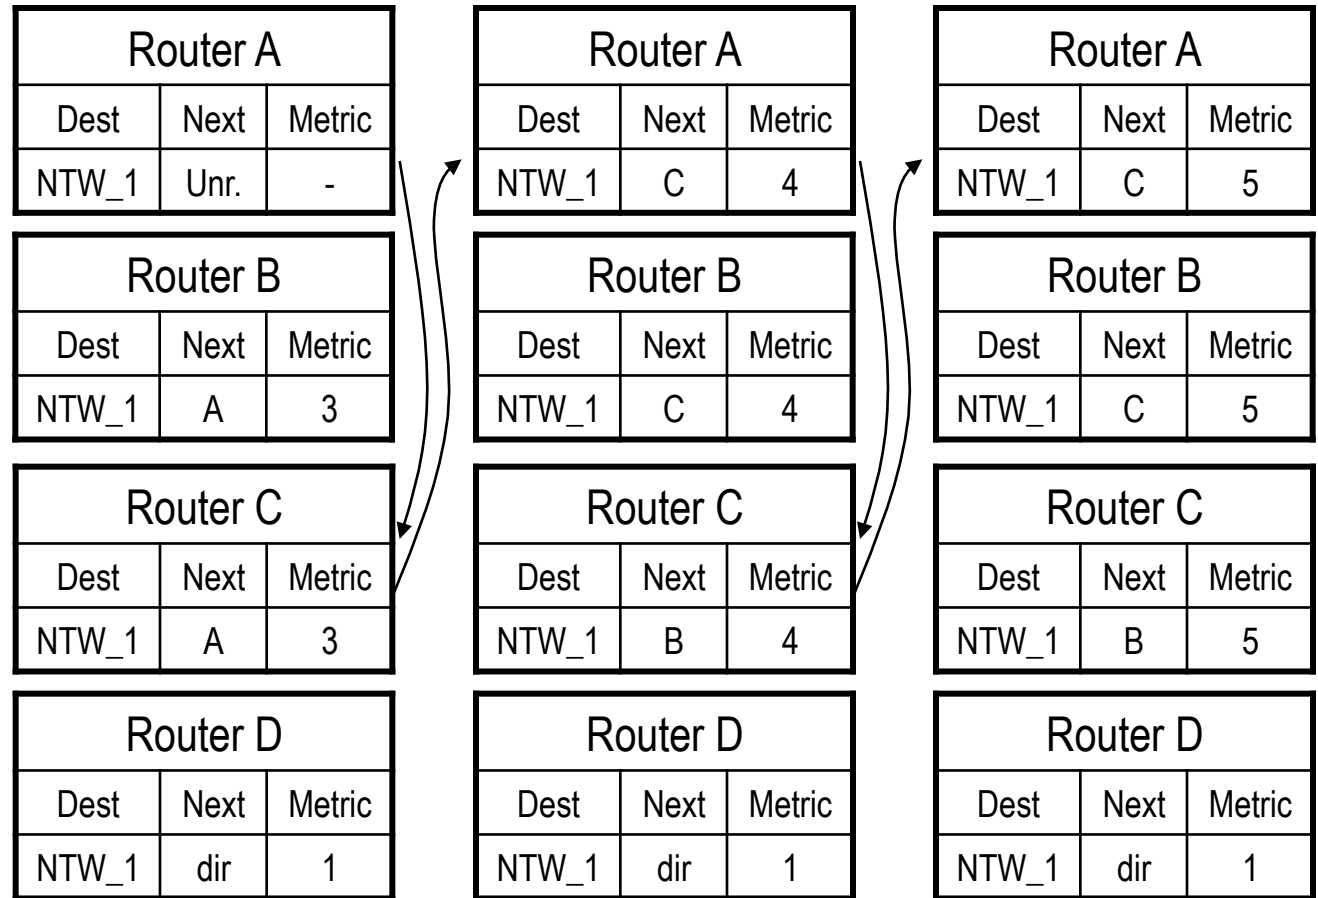 Router A
Dest Next Metric
NTW_1 Unr. -
Router B
Dest Next Metric
NTW_1 A 3
Router C
Dest Next Metric
NTW_1 A 3
Router D
Dest Next Metric
NTW_1 dir 1
Router A
Dest Next Metric
NTW_1 C 4
Router B
Dest Next Metric
NTW_1 C 4
Router C
Dest Next Metric
NTW_1 B 4
Router D
Dest Next Metric
NTW_1 dir 1
Router A
Dest Next Metric
NTW_1 C 5
Router B
Dest Next Metric
NTW_1 C 5
Router C
Dest Next Metric
NTW_1 B 5
Router D
Dest Next Metric
NTW_1 dir 1